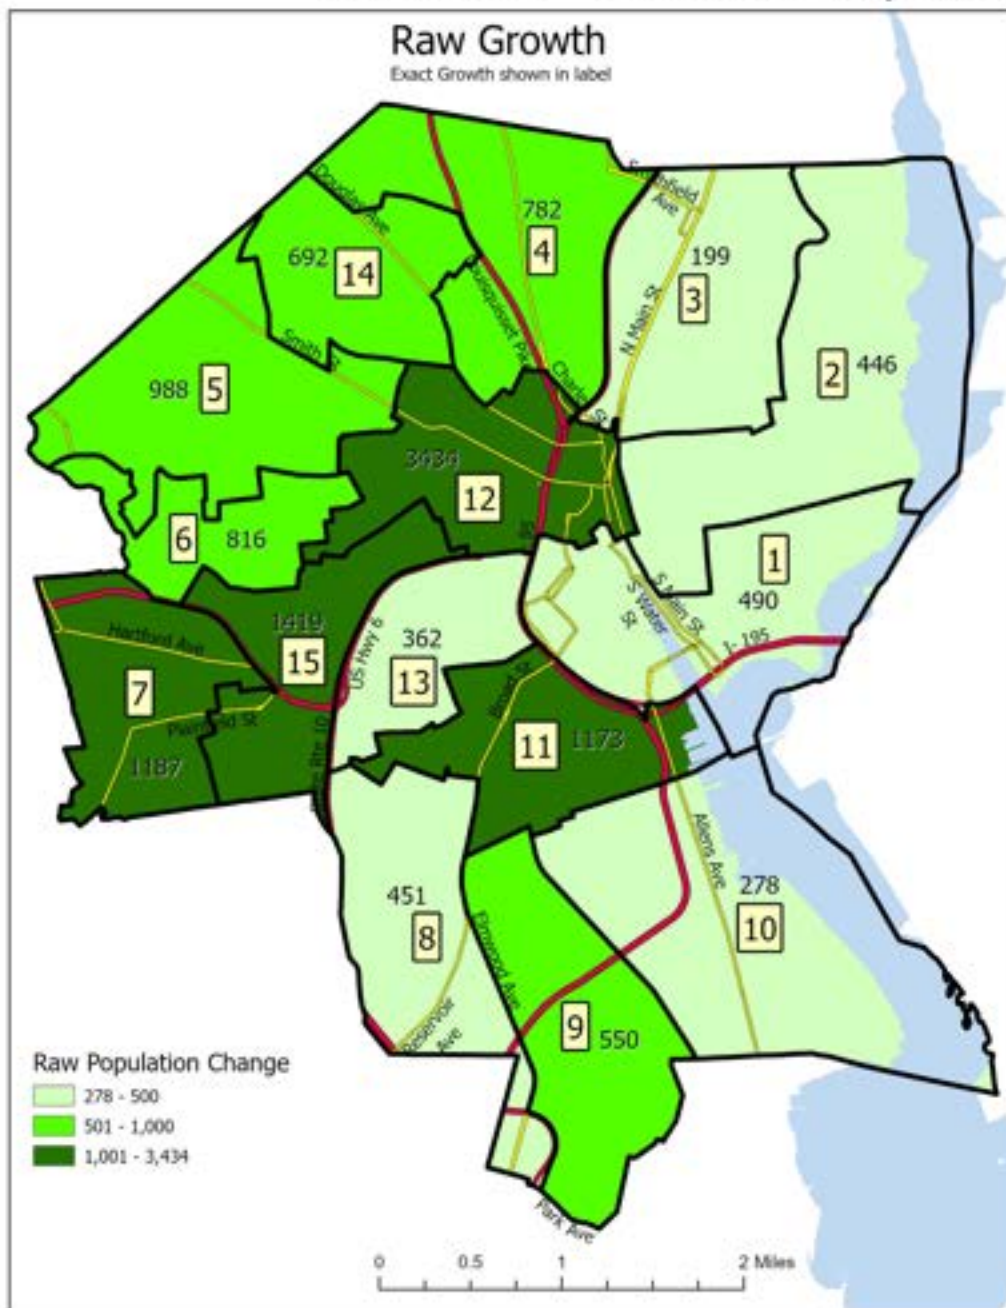 Raw Growth
Exact Growth shown in label
Douglas Ave
782
4
692
14
199
3
N Main St
2
446
Smith St
988
5
Charles St
3434
12
6
816
1
490
S Main St
S Water
St
I- 195
Hartford Ave
1419
15
US Hwy 6
362
13
7
Plainfield St
1187
Broad St
11
1173
Allens Ave
278
10
451
8
Elmwood Ave
Reservoir
Ave
9
550
Park Ave
Raw Population Change
278 - 500
501 - 1,000
1,001 - 3,434
0 0.5 1 2 Miles